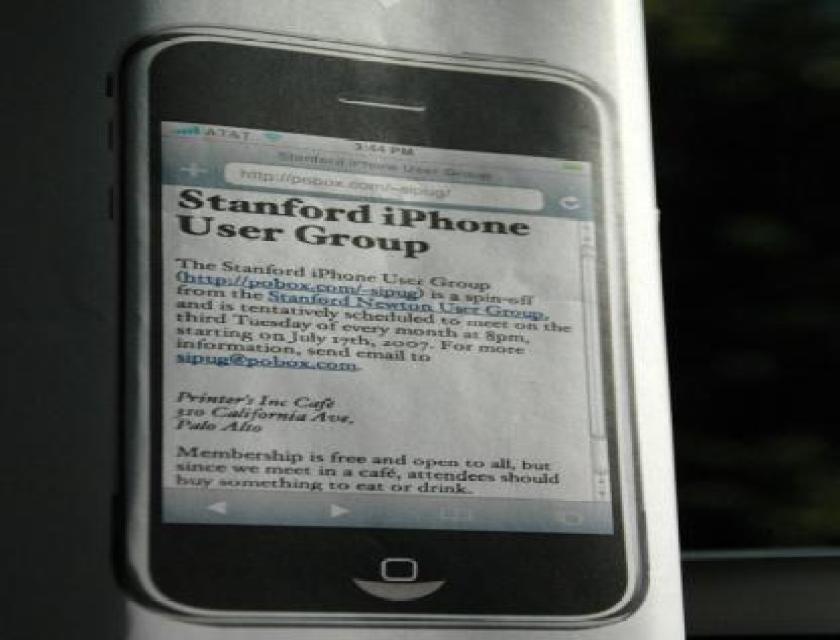 AT&T
3:44 PM
Stanford iPhone User Group
http://pobox.com/~sipug/
Stanford iPhone
User Group
The Stanford iPhone User Group
(http://pobox.com/~sipug) is a spin-off
from the Stanford Newton User Group,
and is tentatively scheduled to meet on the
third Tuesday of every month at 8pm,
starting on July 17th, 2007. For more
information, send email to
sipug@pobox.com.
Printer's Inc Café
310 California Ave,
Palo Alto
Membership is free and open to all, but
since we meet in a café, attendees should
buy something to eat or drink.